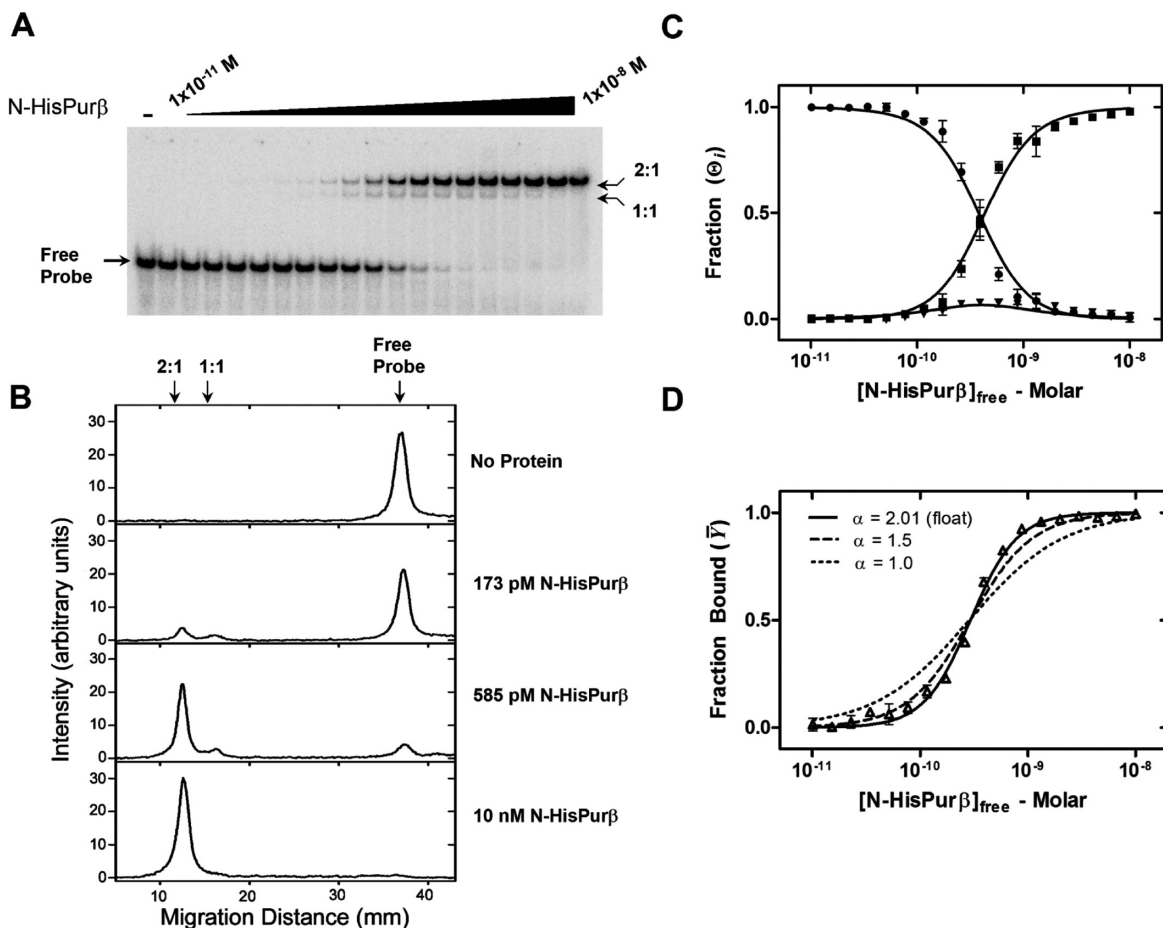 A
N-HisPurβ
-
1x10⁻¹¹ M
1x10⁻⁸ M
2:1
1:1
Free
Probe
B
2:1
1:1
Free
Probe
30
20
10
0
No Protein
30
20
10
0
173 pM N-HisPurβ
30
20
10
0
585 pM N-HisPurβ
30
20
10
0
10 nM N-HisPurβ
Intensity (arbitrary units)
10
20
30
40
Migration Distance (mm)
C
Fraction (Θᵢ)
1.0
0.5
0.0
10⁻¹¹
10⁻¹⁰
10⁻⁹
10⁻⁸
[N-HisPurβ]free - Molar
D
Fraction Bound (Y̅)
1.0
0.5
0.0
α = 2.01 (float)
α = 1.5
α = 1.0
10⁻¹¹
10⁻¹⁰
10⁻⁹
10⁻⁸
[N-HisPurβ]free - Molar